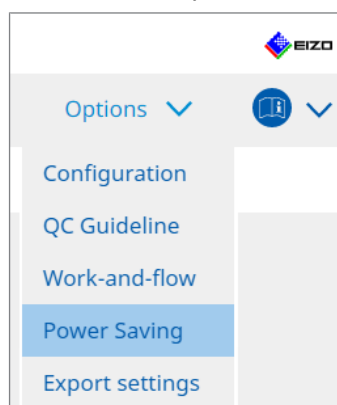 EIZO
Options
Configuration
QC Guideline
Work-and-flow
Power Saving
Export settings